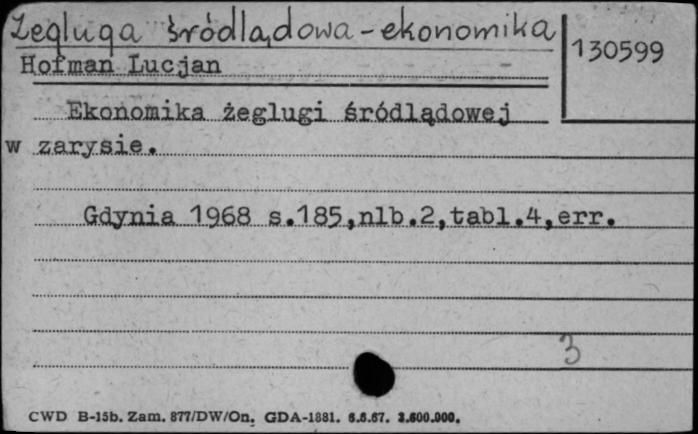 Żegluga śródlądowa - ekonomika
130599
Hofman Lucjan
Ekonomika żeglugi śródlądowej
w zarysie.
Gdynia 1968 s.185,nlb.2,tabl.4,err.
3
CWD B-15b. Zam. 877/DW/On. GDA-1881. 6.6.67. 3.600.000.